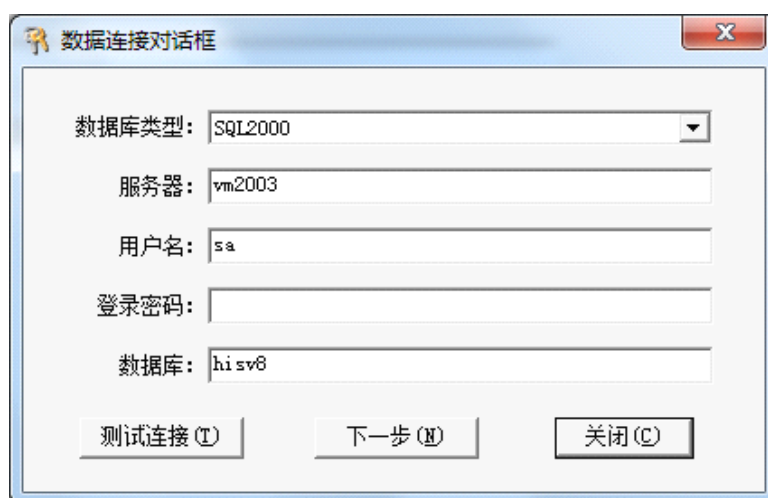 数据连接对话框
数据库类型: SQL2000
服务器: vm2003
用户名: sa
登录密码:
数据库: hisv8
测试连接(T) 下一步(N) 关闭(C)